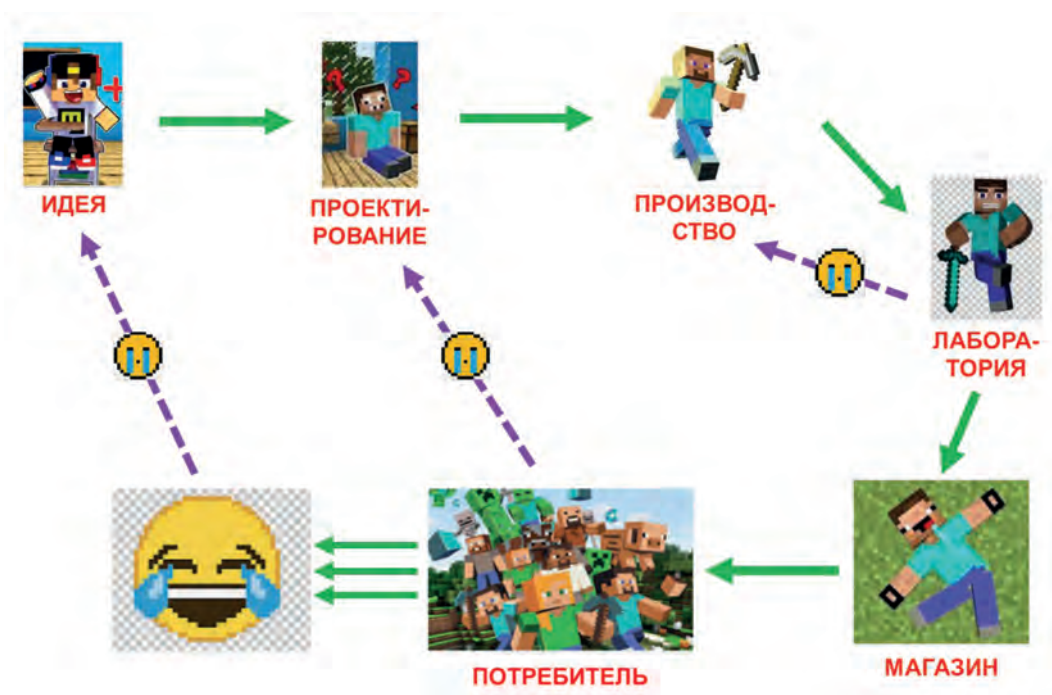 ИДЕЯ
ПРОЕКТИ-
РОВАНИЕ
ПРОИЗВОД-
СТВО
ЛАБОРА-
ТОРИЯ
ПОТРЕБИТЕЛЬ
МАГАЗИН